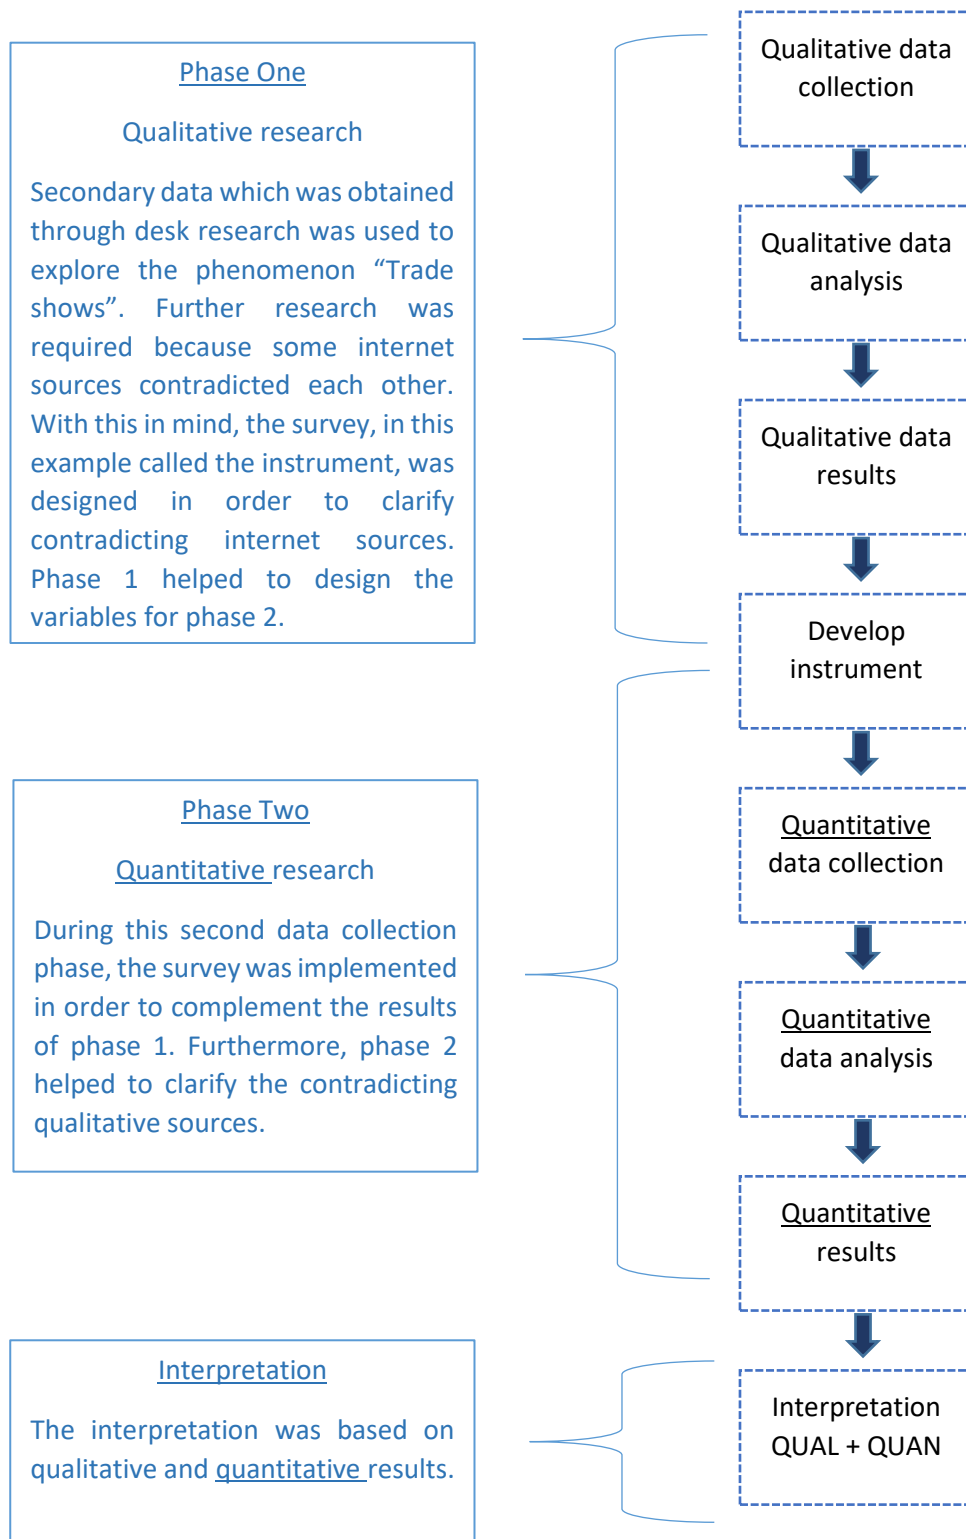 Phase One
Qualitative research
Secondary data which was obtained
through desk research was used to
explore the phenomenon “Trade
shows”. Further research was
required because some internet
sources contradicted each other.
With this in mind, the survey, in this
example called the instrument, was
designed in order to clarify
contradicting internet sources.
Phase 1 helped to design the
variables for phase 2.
Phase Two
Quantitative research
During this second data collection
phase, the survey was implemented
in order to complement the results
of phase 1. Furthermore, phase 2
helped to clarify the contradicting
qualitative sources.
Interpretation
The interpretation was based on
qualitative and quantitative results.
Qualitative data
collection
Qualitative data
analysis
Qualitative data
results
Develop
instrument
Quantitative
data collection
Quantitative
data analysis
Quantitative
results
Interpretation
QUAL + QUAN